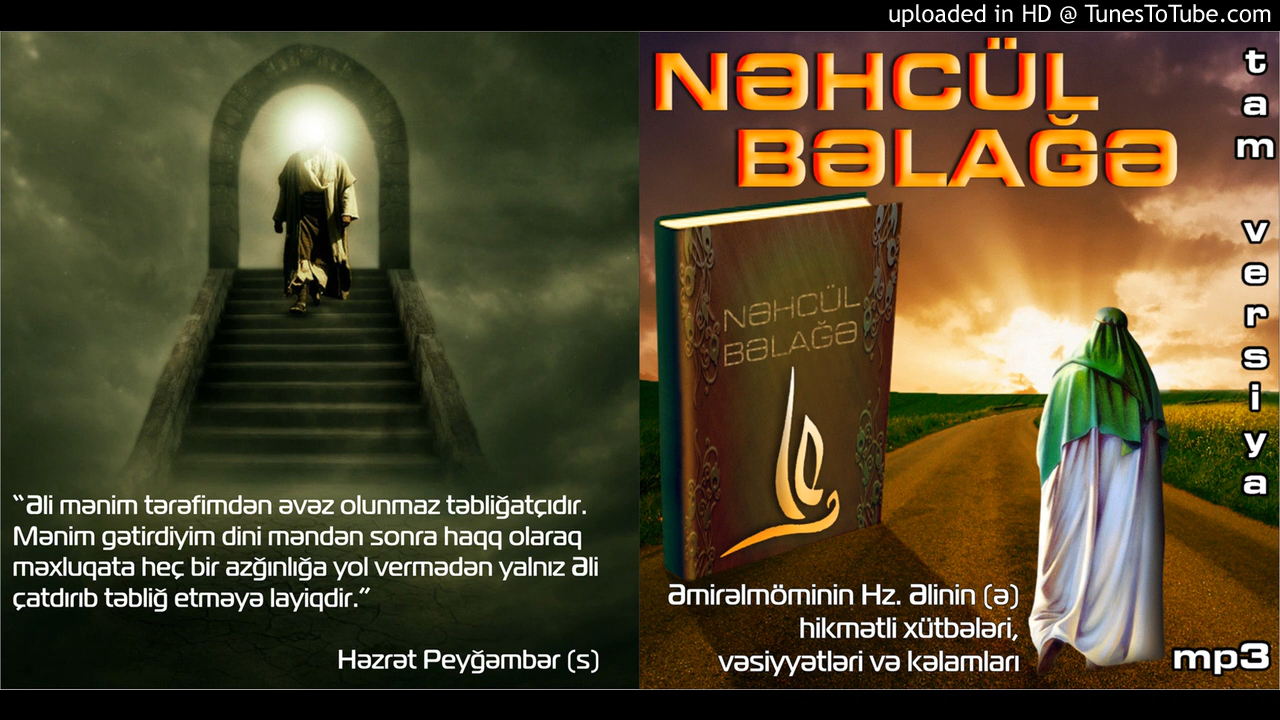 uploaded in HD @ TunesToTube.com
“Əli mənim tərəfimdən əvəz olunmaz təbliğatçıdır.
Mənim gətirdiyim dini məndən sonra haqq olaraq
məxluqata heç bir azğınlığa yol vermədən yalnız Əli
çatdırıb təbliğ etməyə layiqdir.”
Həzrət Peyğəmbər (s)
NƏHCÜL
BƏLAĞƏ
NƏHCÜL
BƏLAĞƏ
علي
Əmirəlmöminin Hz. Əlinin (ə)
hikmətli xütbələri,
vəsiyyətləri və kəlamları
tam versiya
mp3